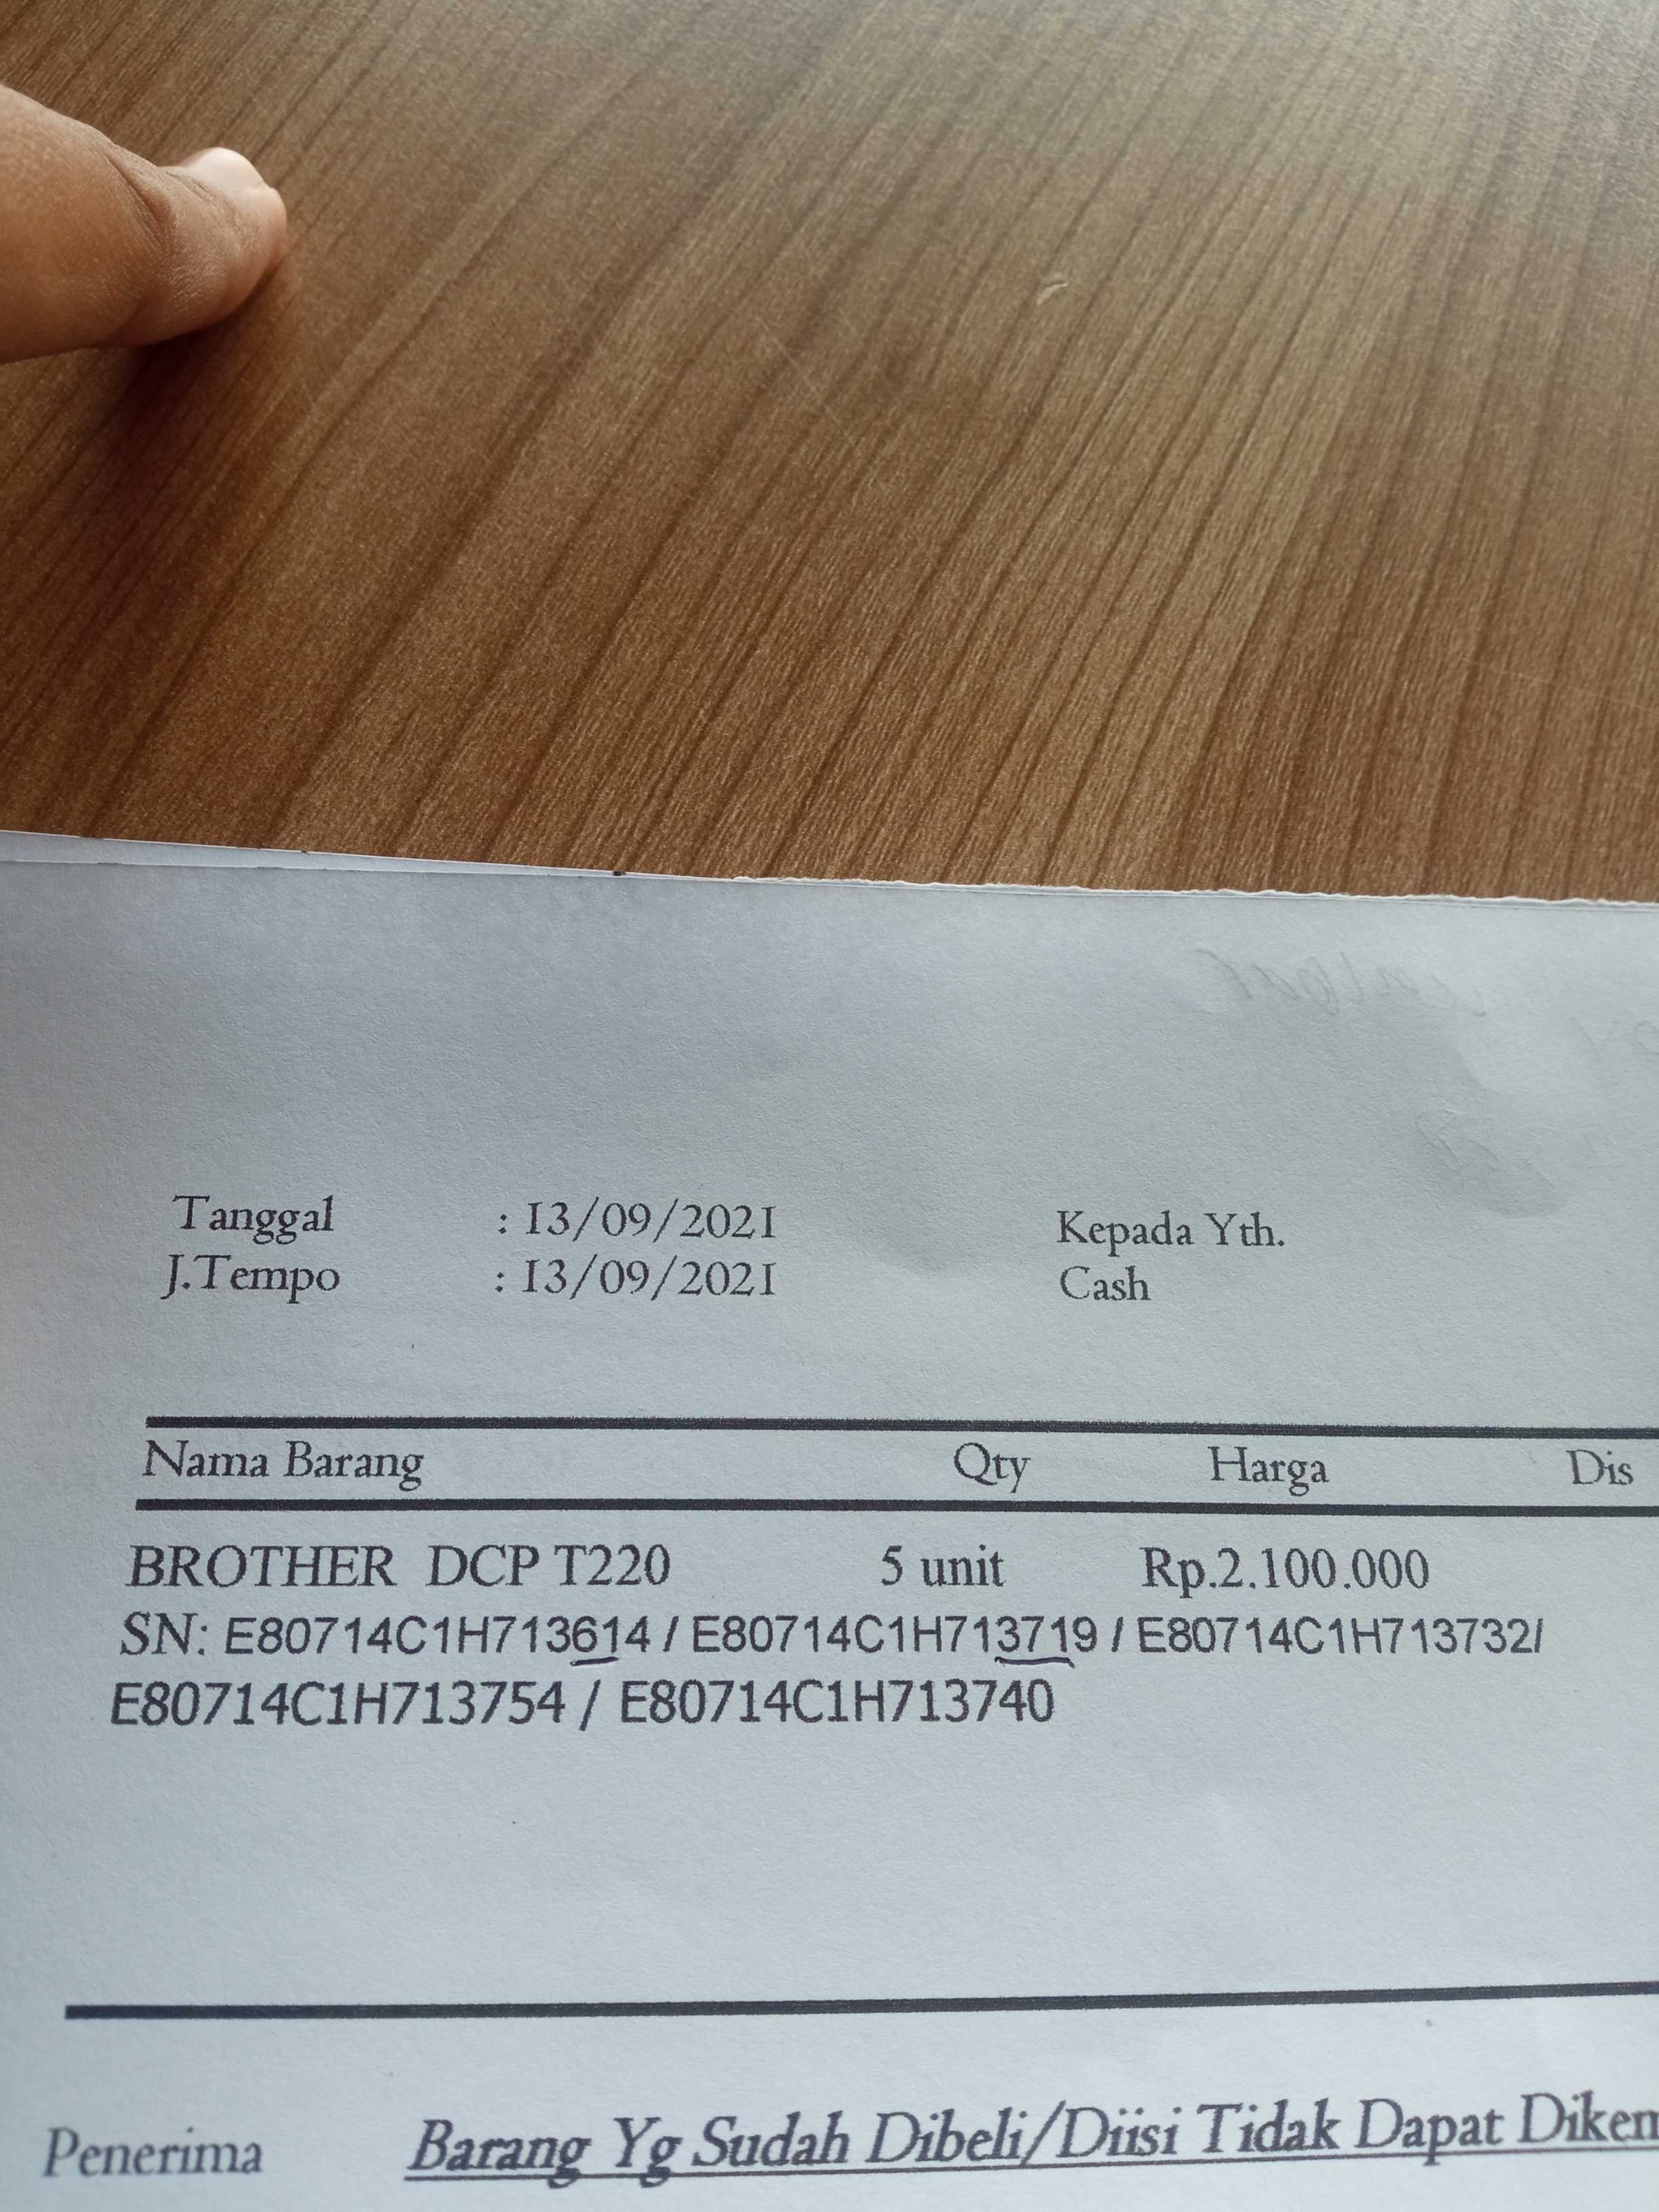 Tanggal : 13/09/2021 Kepada Yth.
J.Tempo : 13/09/2021 Cash
Nama Barang Qty Harga Dis
BROTHER DCP T220 5 unit Rp.2.100.000
SN: E80714C1H713614 / E80714C1H713719 / E80714C1H713732/
E80714C1H713754 / E80714C1H713740
Penerima Barang Yg Sudah Dibeli/Diisi Tidak Dapat Dikem